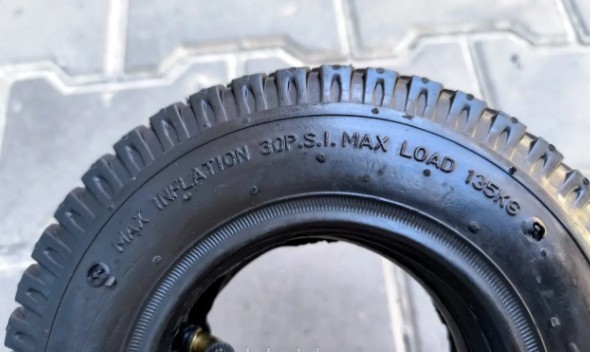 MAX INFLATION 30P.S.I. MAX LOAD 135KG